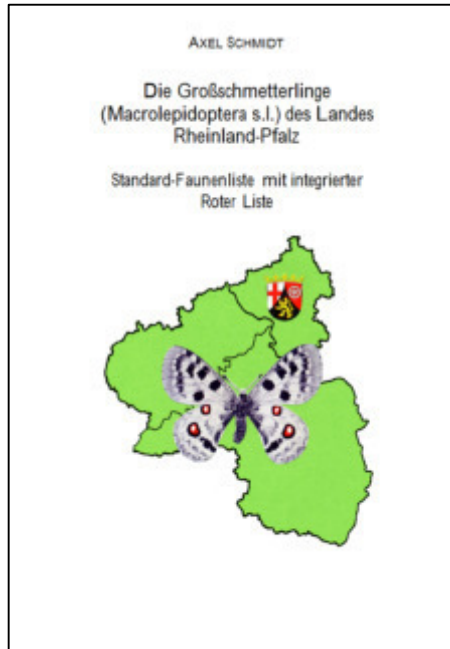 AXEL SCHMIDT
Die Großschmetterlinge
(Macrolepidoptera s.l.) des Landes
Rheinland-Pfalz
Standard-Faunenliste mit integrierter
Roter Liste